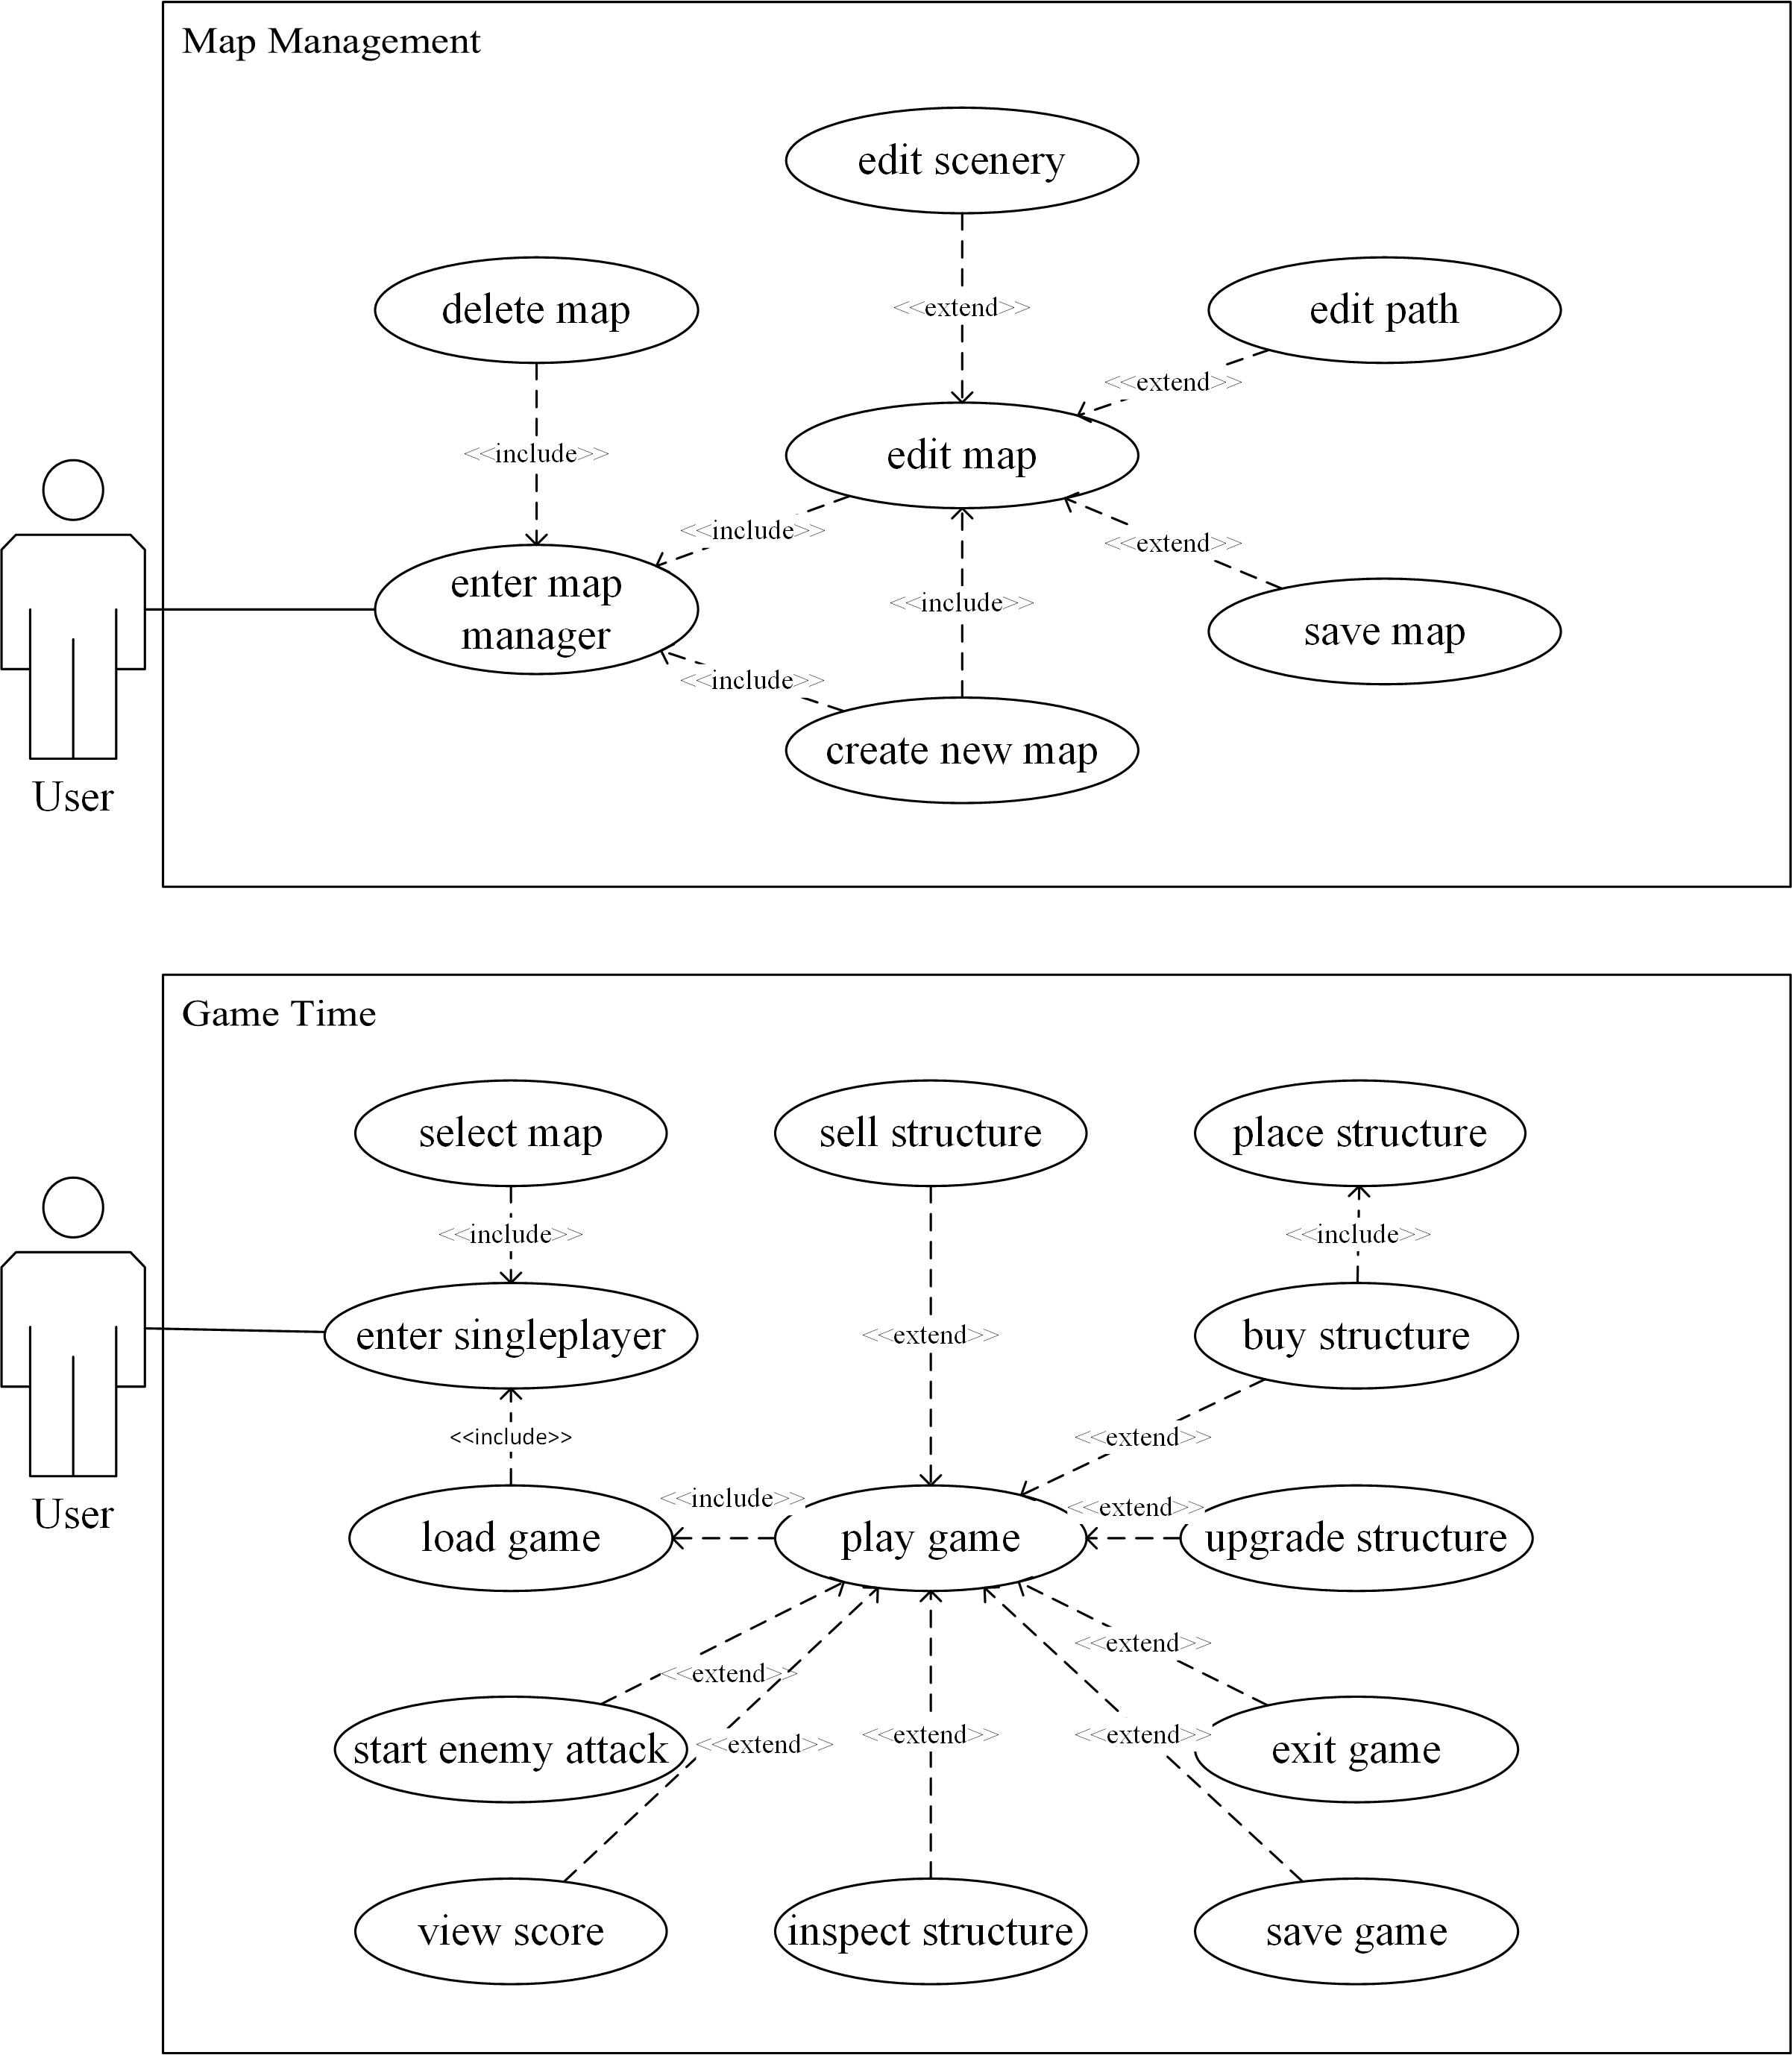 Map Management
edit scenery
delete map
<<extend>>
edit path
<<extend>>
<<include>>
edit map
<<include>>
<<extend>>
enter map
manager
<<include>>
save map
<<include>>
create new map
User
Game Time
select map
sell structure
place structure
<<include>>
<<include>>
enter singleplayer
<<extend>>
buy structure
<<include>>
<<extend>>
<<include>>
<<extend>>
User
load game
play game
upgrade structure
<<extend>>
<<extend>>
<<extend>>
<<extend>>
<<extend>>
start enemy attack
exit game
view score
inspect structure
save game